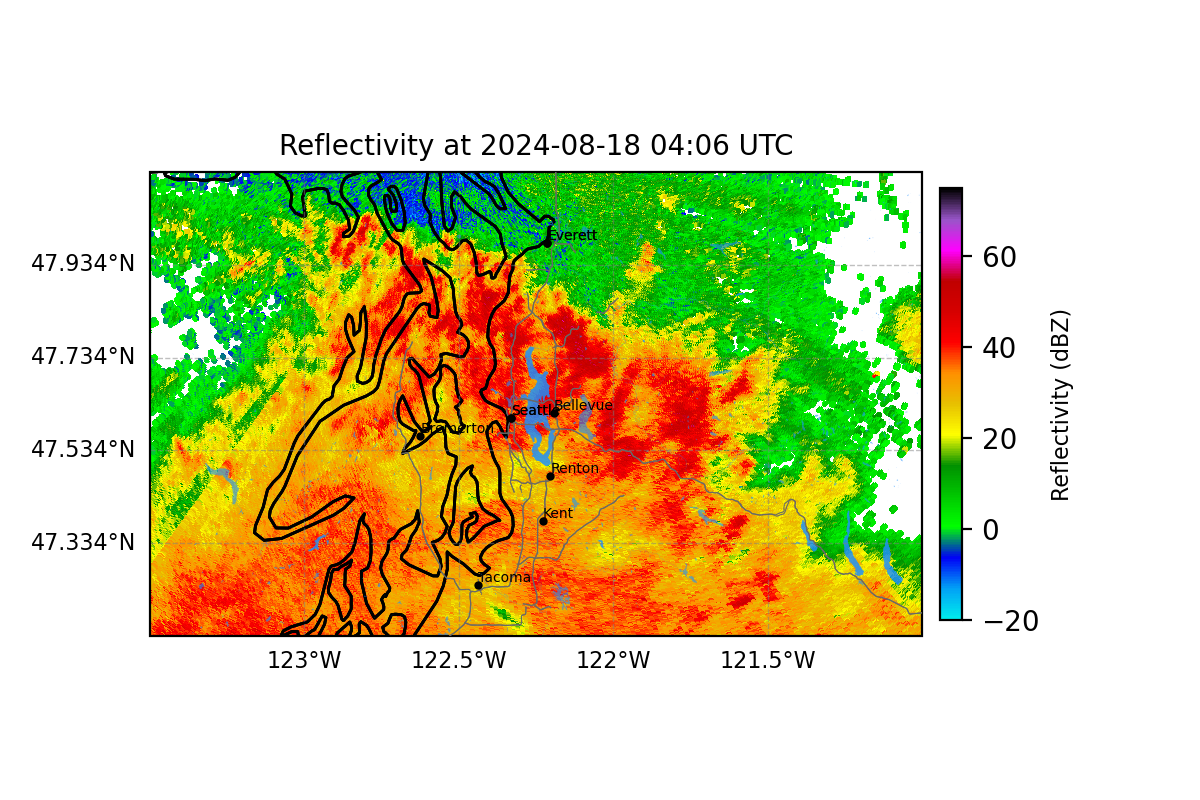 Reflectivity at 2024-08-18 04:06 UTC
Everett
47.934°N
47.734°N
Seattle
Bellevue
Bremerton
47.534°N
Renton
Kent
47.334°N
Tacoma
123°W 122.5°W 122°W 121.5°W
60
40
20
0
−20
Reflectivity (dBZ)